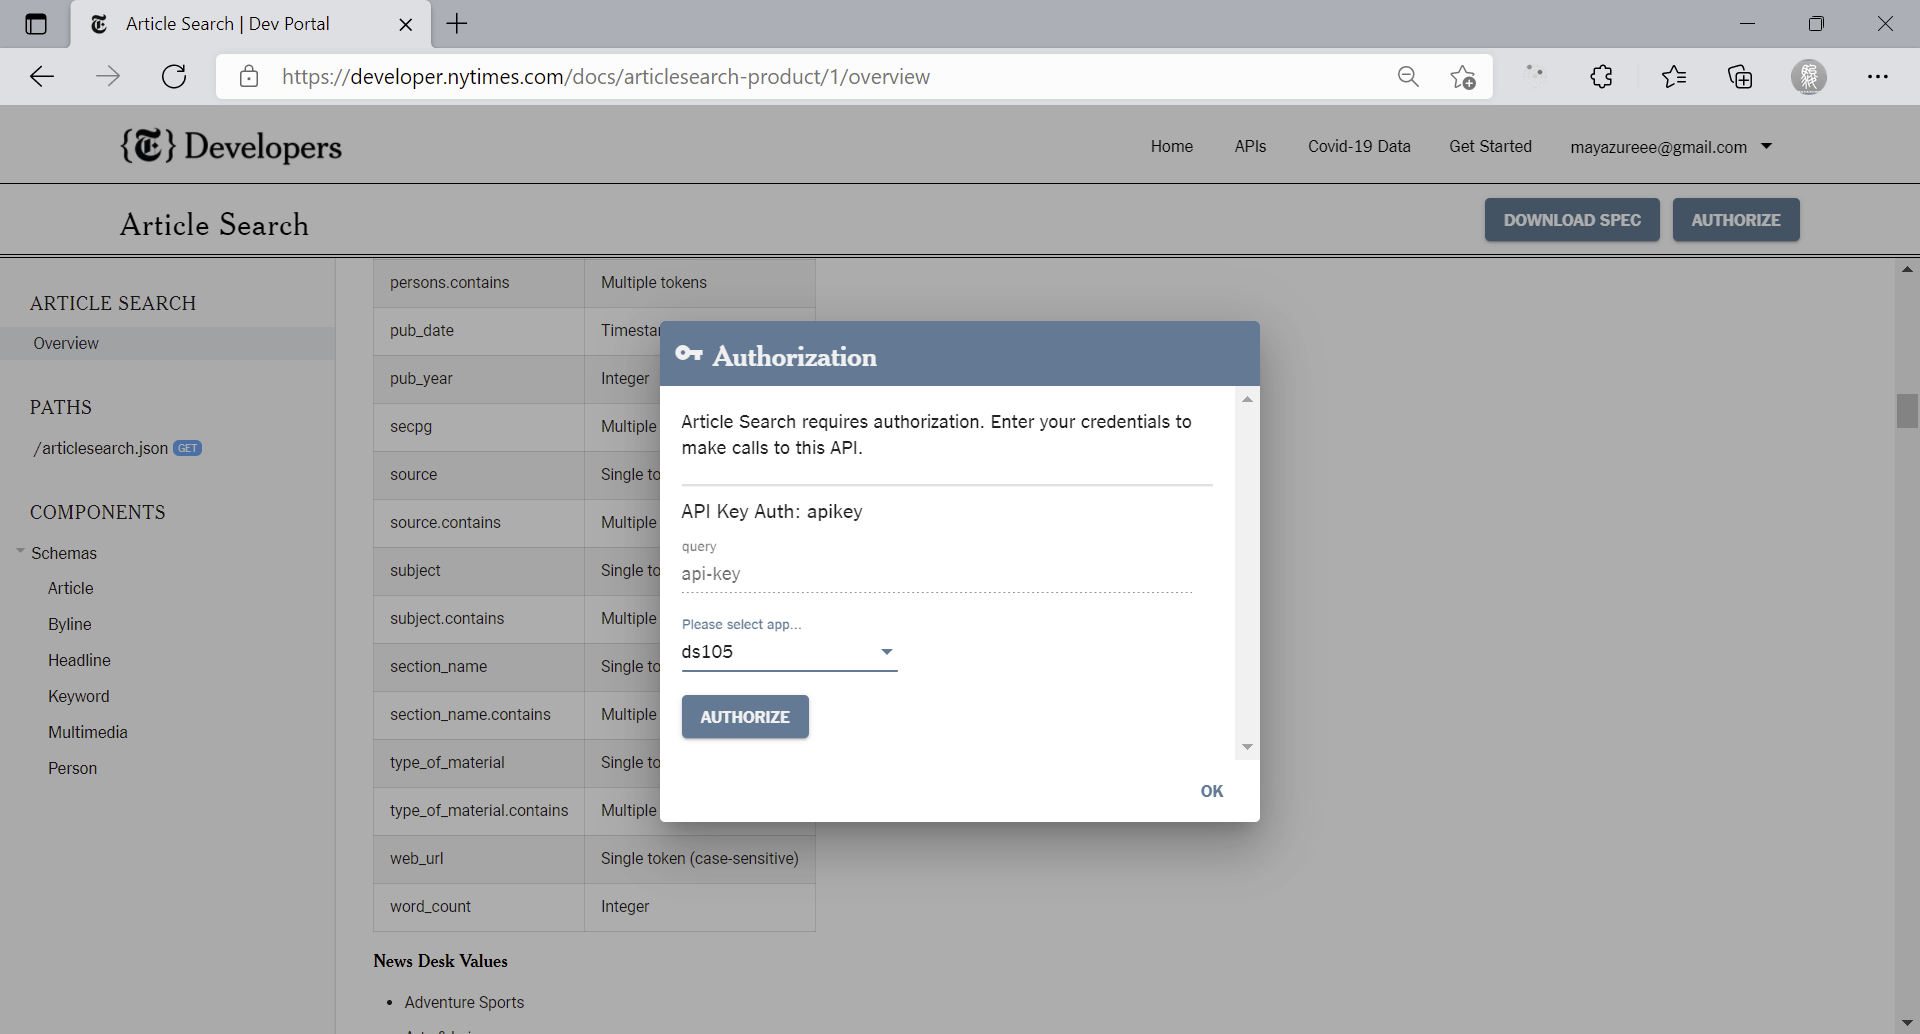 Article Search | Dev Portal
https://developer.nytimes.com/docs/articlesearch-product/1/overview
{T} Developers
Home APIs Covid-19 Data Get Started mayazureee@gmail.com
Article Search
DOWNLOAD SPEC AUTHORIZE
ARTICLE SEARCH
Overview
PATHS
/articlesearch.json GET
COMPONENTS
Schemas
Article
Byline
Headline
Keyword
Multimedia
Person
persons.contains Multiple tokens
pub_date Timesta
pub_year Integer
secpg Multiple
source Single to
source.contains Multiple
subject Single to
subject.contains Multiple
section_name Single to
section_name.contains Multiple
type_of_material Single to
type_of_material.contains Multiple
web_url Single token (case-sensitive)
word_count Integer
News Desk Values
• Adventure Sports
Authorization
Article Search requires authorization. Enter your credentials to
make calls to this API.
API Key Auth: apikey
query
api-key
Please select app...
ds105
AUTHORIZE
OK